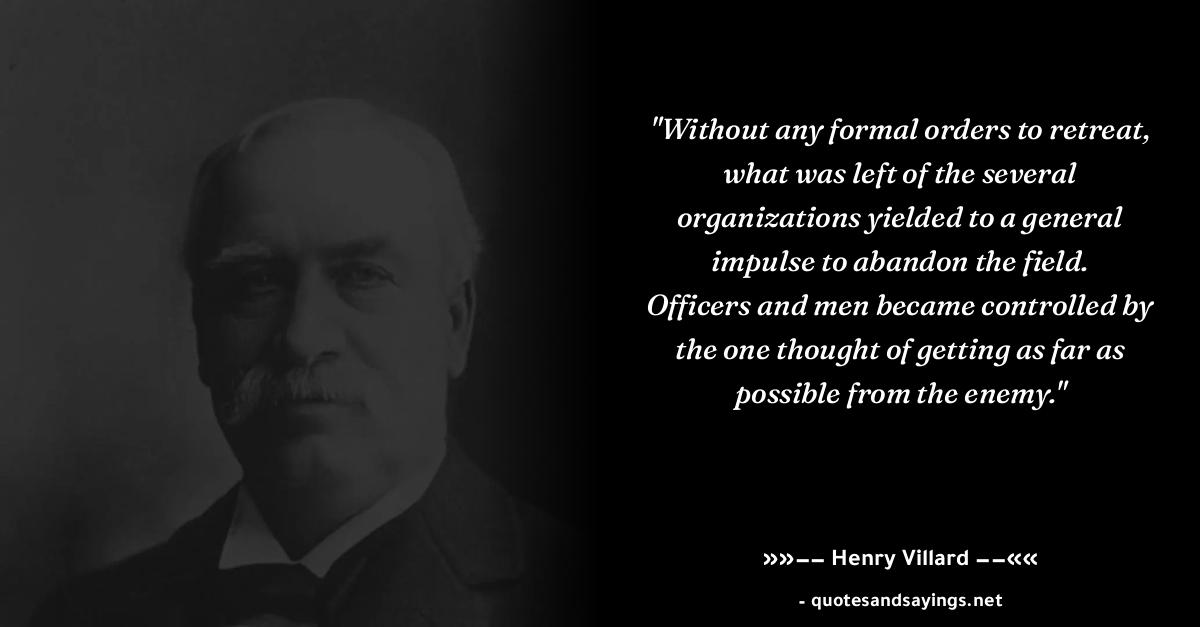 "Without any formal orders to retreat,
what was left of the several
organizations yielded to a general
impulse to abandon the field.
Officers and men became controlled by
the one thought of getting as far as
possible from the enemy."
»»−− Henry Villard −−««
- quotesandsayings.net